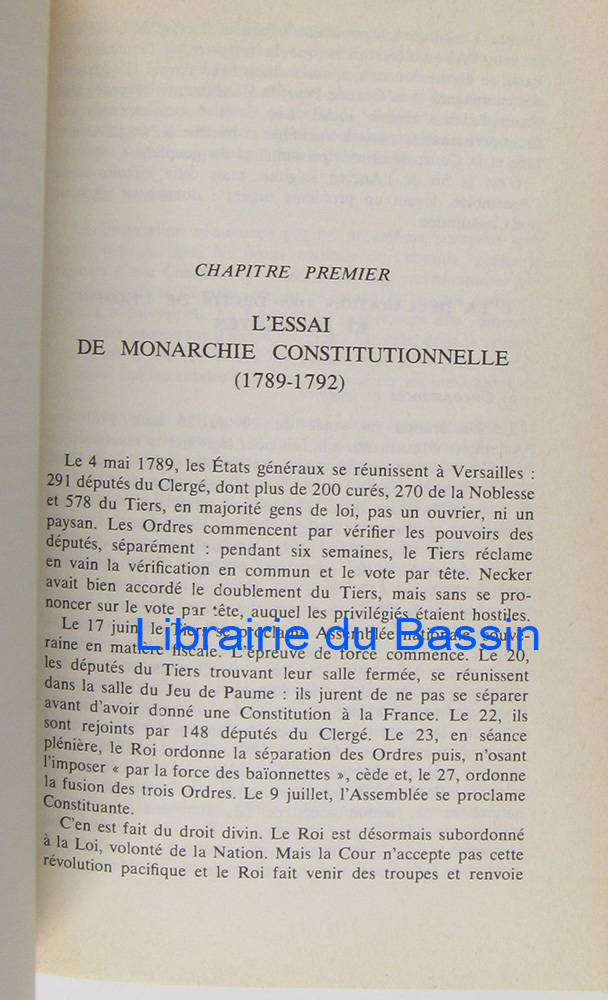 CHAPITRE PREMIER
L'ESSAI
DE MONARCHIE CONSTITUTIONNELLE
(1789-1792)
Le 4 mai 1789, les États généraux se réunissent à Versailles :
291 députés du Clergé, dont plus de 200 curés, 270 de la Noblesse
et 578 du Tiers, en majorité gens de loi, pas un ouvrier, ni un
paysan. Les Ordres commencent par vérifier les pouvoirs des
députés, séparément : pendant six semaines, le Tiers réclame
en vain la vérification en commun et le vote par tête. Necker
avait bien accordé le doublement du Tiers, mais sans se pro-
noncer sur le vote par tête, auquel les privilégiés étaient hostiles.
Le 17 juin, le Tiers se proclame Assemblée nationale, souve-
raine en matière fiscale. L'épreuve de force commence. Le 20,
les députés du Tiers trouvant leur salle fermée, se réunissent
dans la salle du Jeu de Paume : ils jurent de ne pas se séparer
avant d'avoir donné une Constitution à la France. Le 22, ils
sont rejoints par 148 députés du Clergé. Le 23, en séance
plénière, le Roi ordonne la séparation des Ordres puis, n'osant
l'imposer « par la force des baïonnettes », cède et, le 27, ordonne
la fusion des trois Ordres. Le 9 juillet, l'Assemblée se proclame
Constituante.
C'en est fait du droit divin. Le Roi est désormais subordonné
à la Loi, volonté de la Nation. Mais la Cour n'accepte pas cette
révolution pacifique et le Roi fait venir des troupes et renvoie
Librairie du Bassin